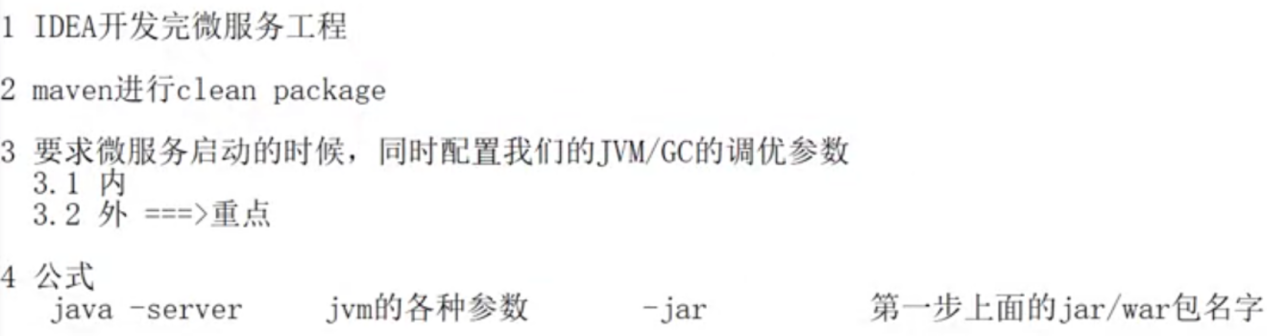 1 IDEA开发完微服务工程
2 maven进行clean package
3 要求微服务启动的时候，同时配置我们的JVM/GC的调优参数
3.1 内
3.2 外 ===>重点
4 公式
java -server jvm的各种参数 -jar 第一步上面的jar/war包名字